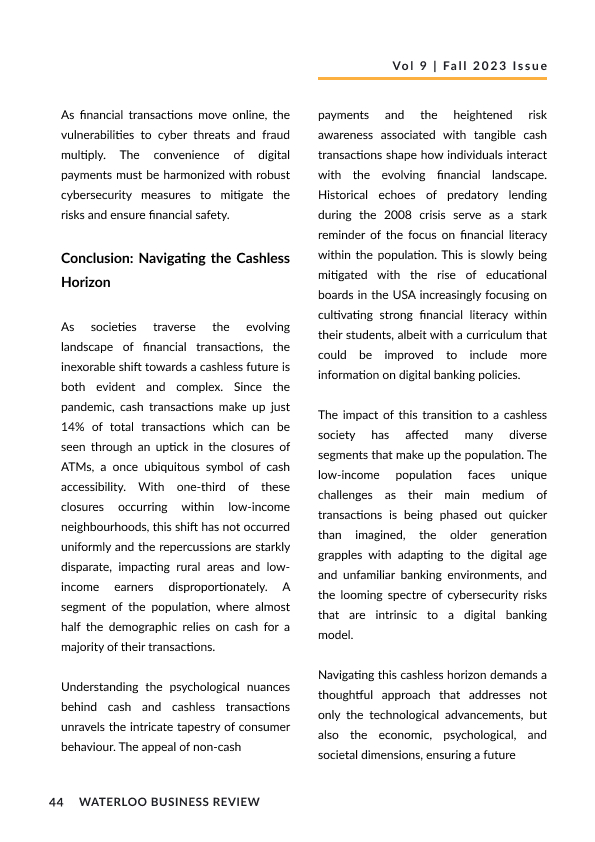 Vol 9 | Fall 2023 Issue
As financial transactions move online, the
vulnerabilities to cyber threats and fraud
multiply. The convenience of digital
payments must be harmonized with robust
cybersecurity measures to mitigate the
risks and ensure financial safety.
Conclusion: Navigating the Cashless
Horizon
As societies traverse the evolving
landscape of financial transactions, the
inexorable shift towards a cashless future is
both evident and complex. Since the
pandemic, cash transactions make up just
14% of total transactions which can be
seen through an uptick in the closures of
ATMs, a once ubiquitous symbol of cash
accessibility. With one-third of these
closures occurring within low-income
neighbourhoods, this shift has not occurred
uniformly and the repercussions are starkly
disparate, impacting rural areas and low-
income earners disproportionately. A
segment of the population, where almost
half the demographic relies on cash for a
majority of their transactions.
Understanding the psychological nuances
behind cash and cashless transactions
unravels the intricate tapestry of consumer
behaviour. The appeal of non-cash
payments and the heightened risk
awareness associated with tangible cash
transactions shape how individuals interact
with the evolving financial landscape.
Historical echoes of predatory lending
during the 2008 crisis serve as a stark
reminder of the focus on financial literacy
within the population. This is slowly being
mitigated with the rise of educational
boards in the USA increasingly focusing on
cultivating strong financial literacy within
their students, albeit with a curriculum that
could be improved to include more
information on digital banking policies.
The impact of this transition to a cashless
society has affected many diverse
segments that make up the population. The
low-income population faces unique
challenges as their main medium of
transactions is being phased out quicker
than imagined, the older generation
grapples with adapting to the digital age
and unfamiliar banking environments, and
the looming spectre of cybersecurity risks
that are intrinsic to a digital banking
model.
Navigating this cashless horizon demands a
thoughtful approach that addresses not
only the technological advancements, but
also the economic, psychological, and
societal dimensions, ensuring a future
44 WATERLOO BUSINESS REVIEW